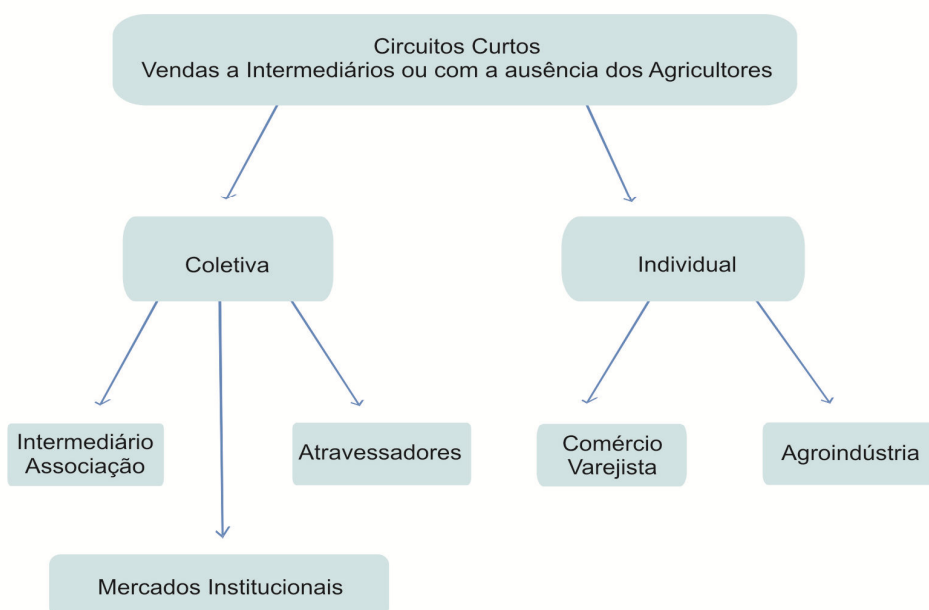 Circuitos Curtos
Vendas a Intermediários ou com a ausência dos Agricultores
Coletiva
Individual
Intermediário
Associação
Atravessadores
Comércio
Varejista
Agroindústria
Mercados Institucionais